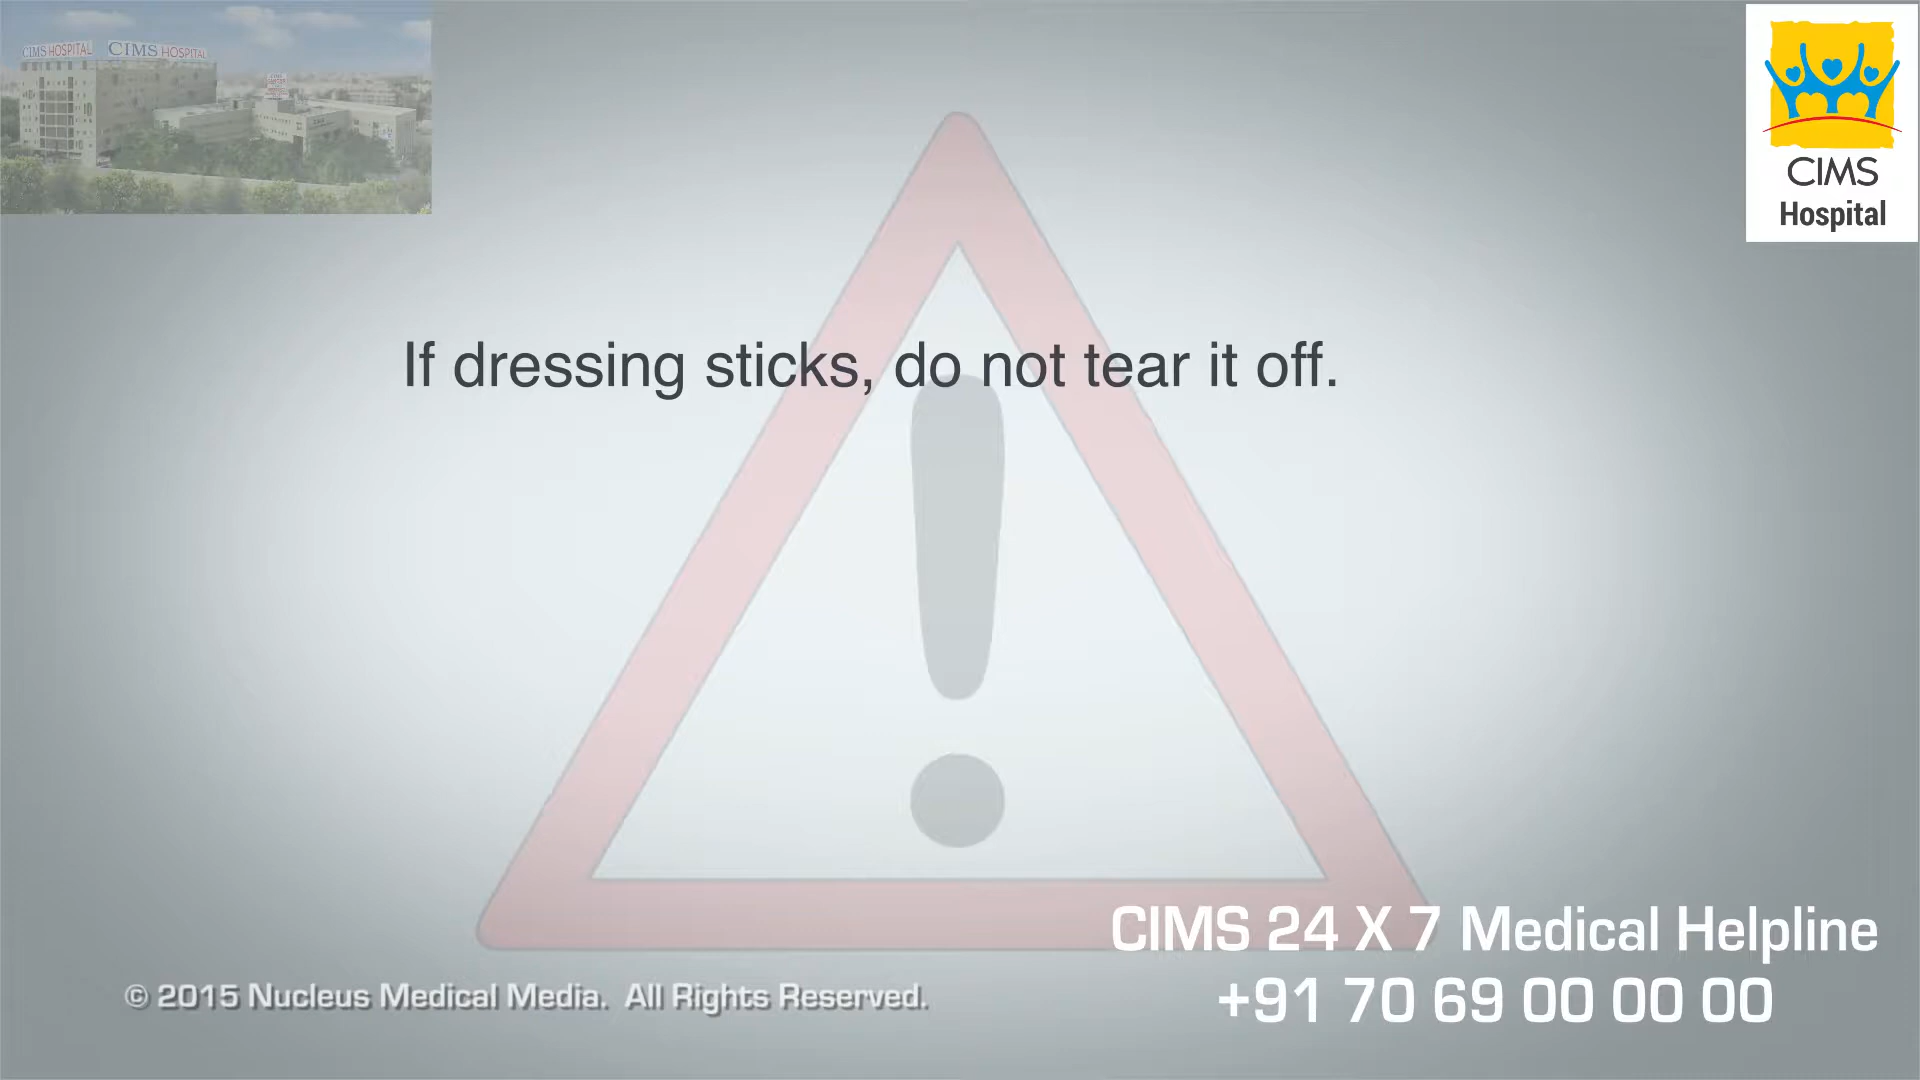 CIMS HOSPITAL CIMS HOSPITAL
CIMS
Hospital
If dressing sticks, do not tear it off.
CIMS 24 X 7 Medical Helpline
+91 70 69 00 00 00
© 2015 Nucleus Medical Media. All Rights Reserved.